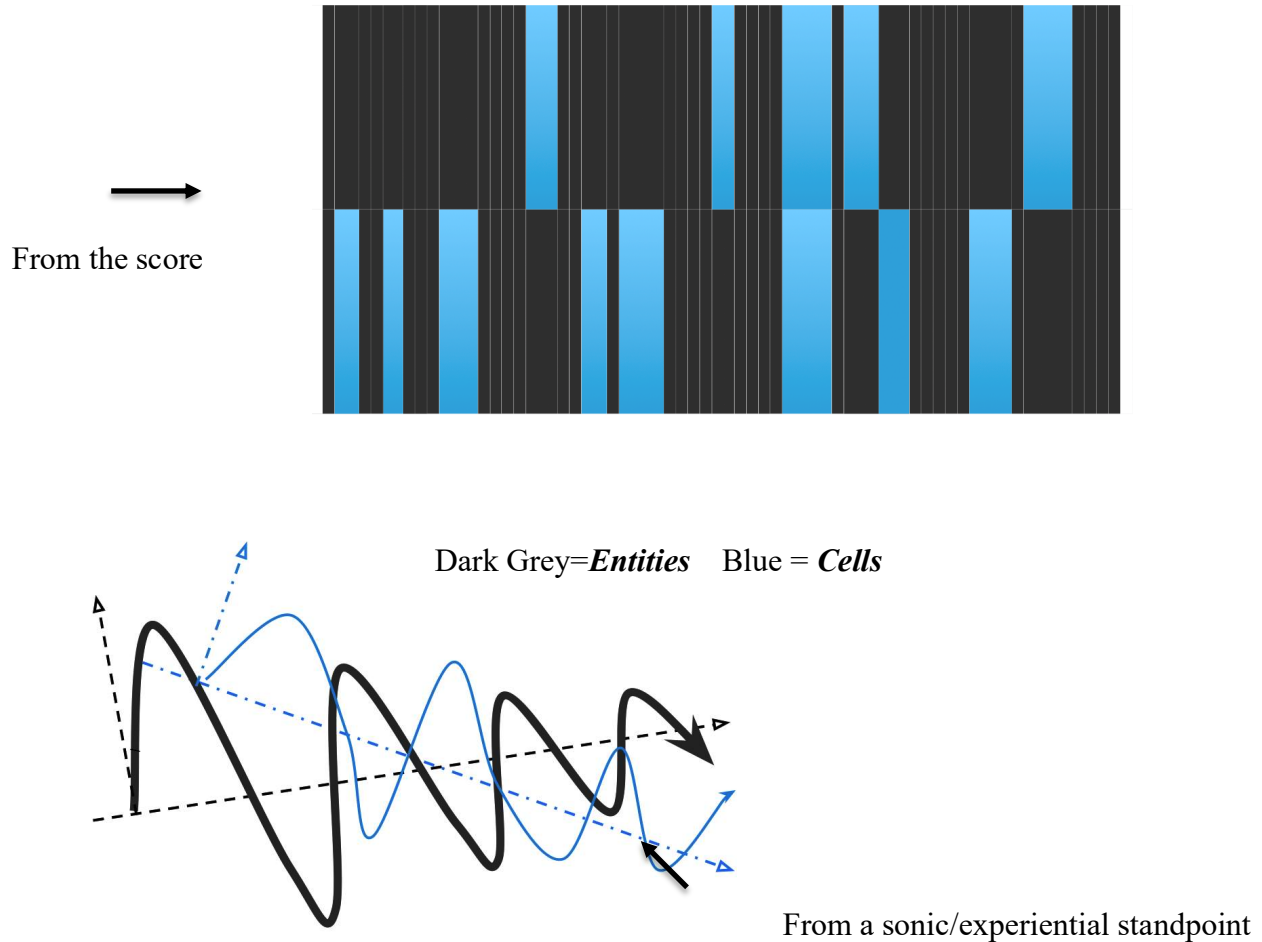 From the score
Dark Grey=Entities Blue = Cells
From a sonic/experiential standpoint